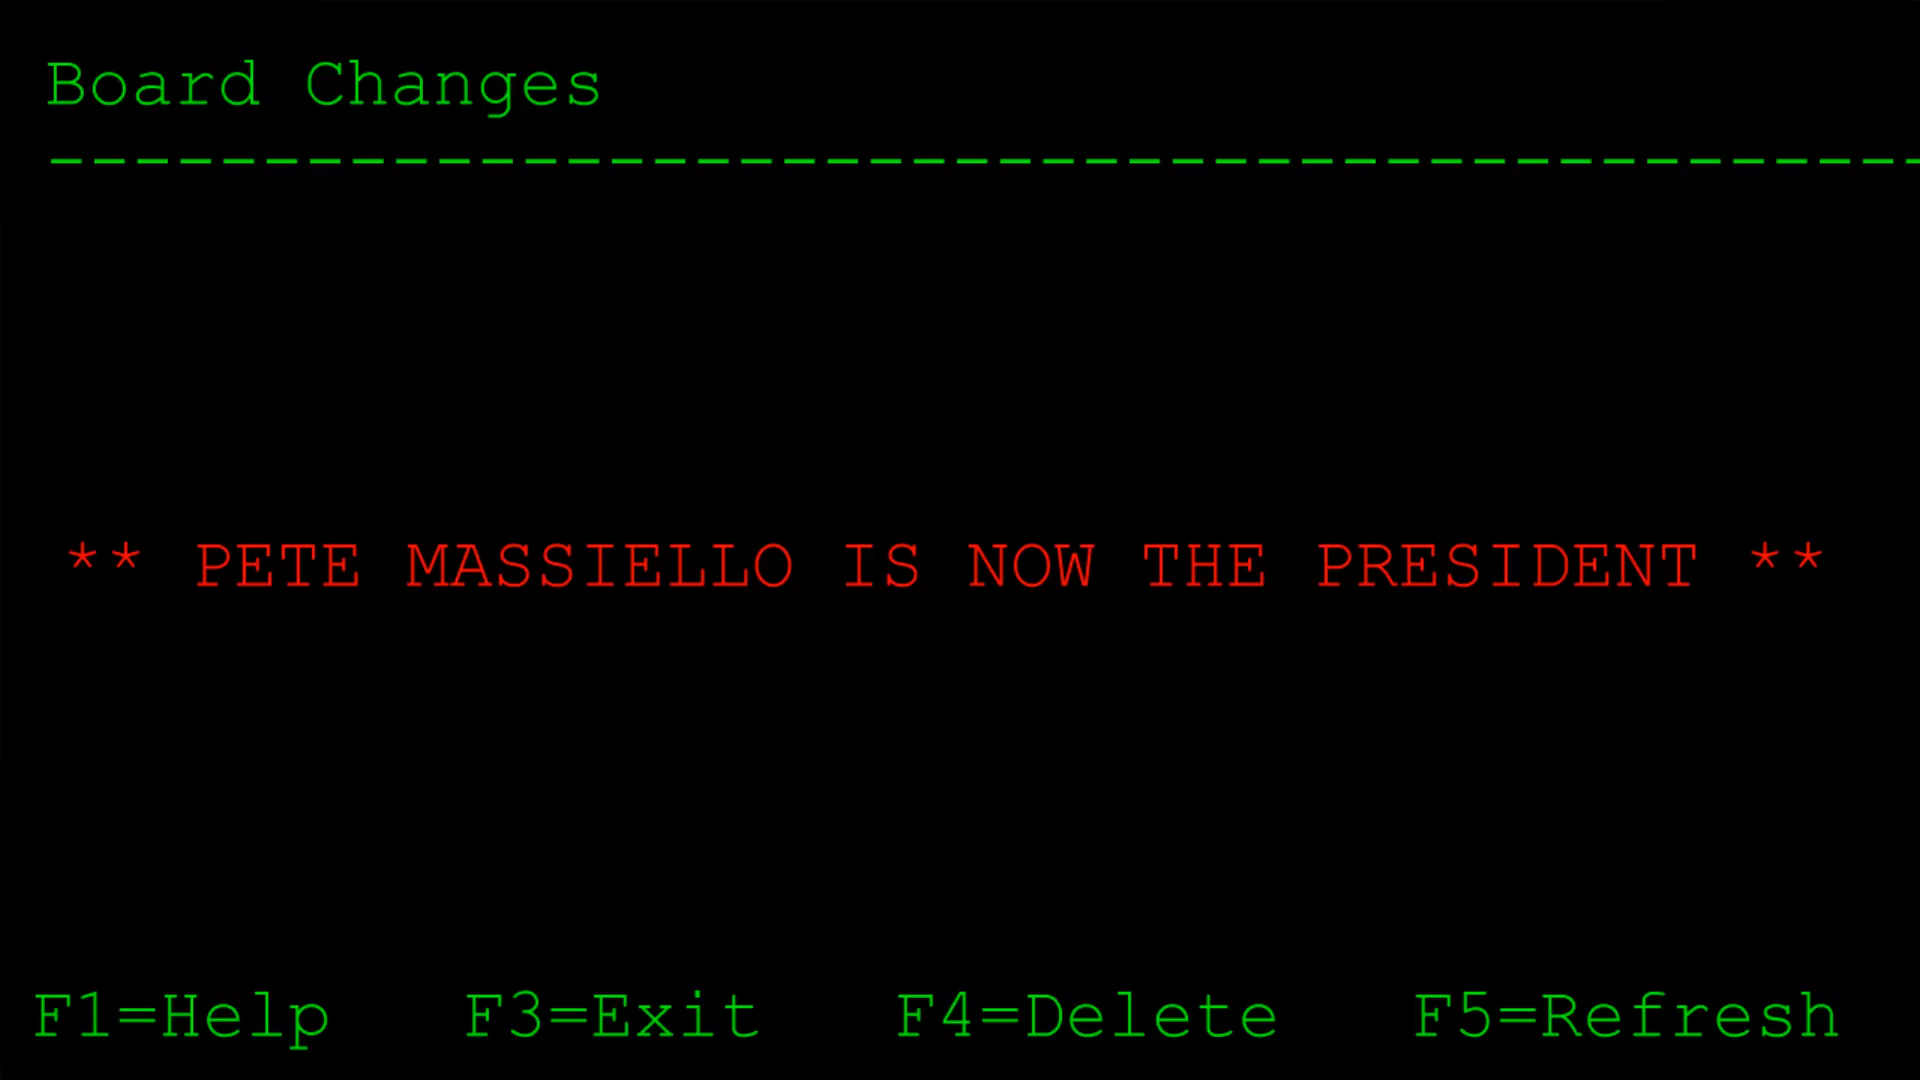 Board Changes
--------------------------------------------
** PETE MASSIELLO IS NOW THE PRESIDENT **
F1=Help   F3=Exit   F4=Delete   F5=Refresh